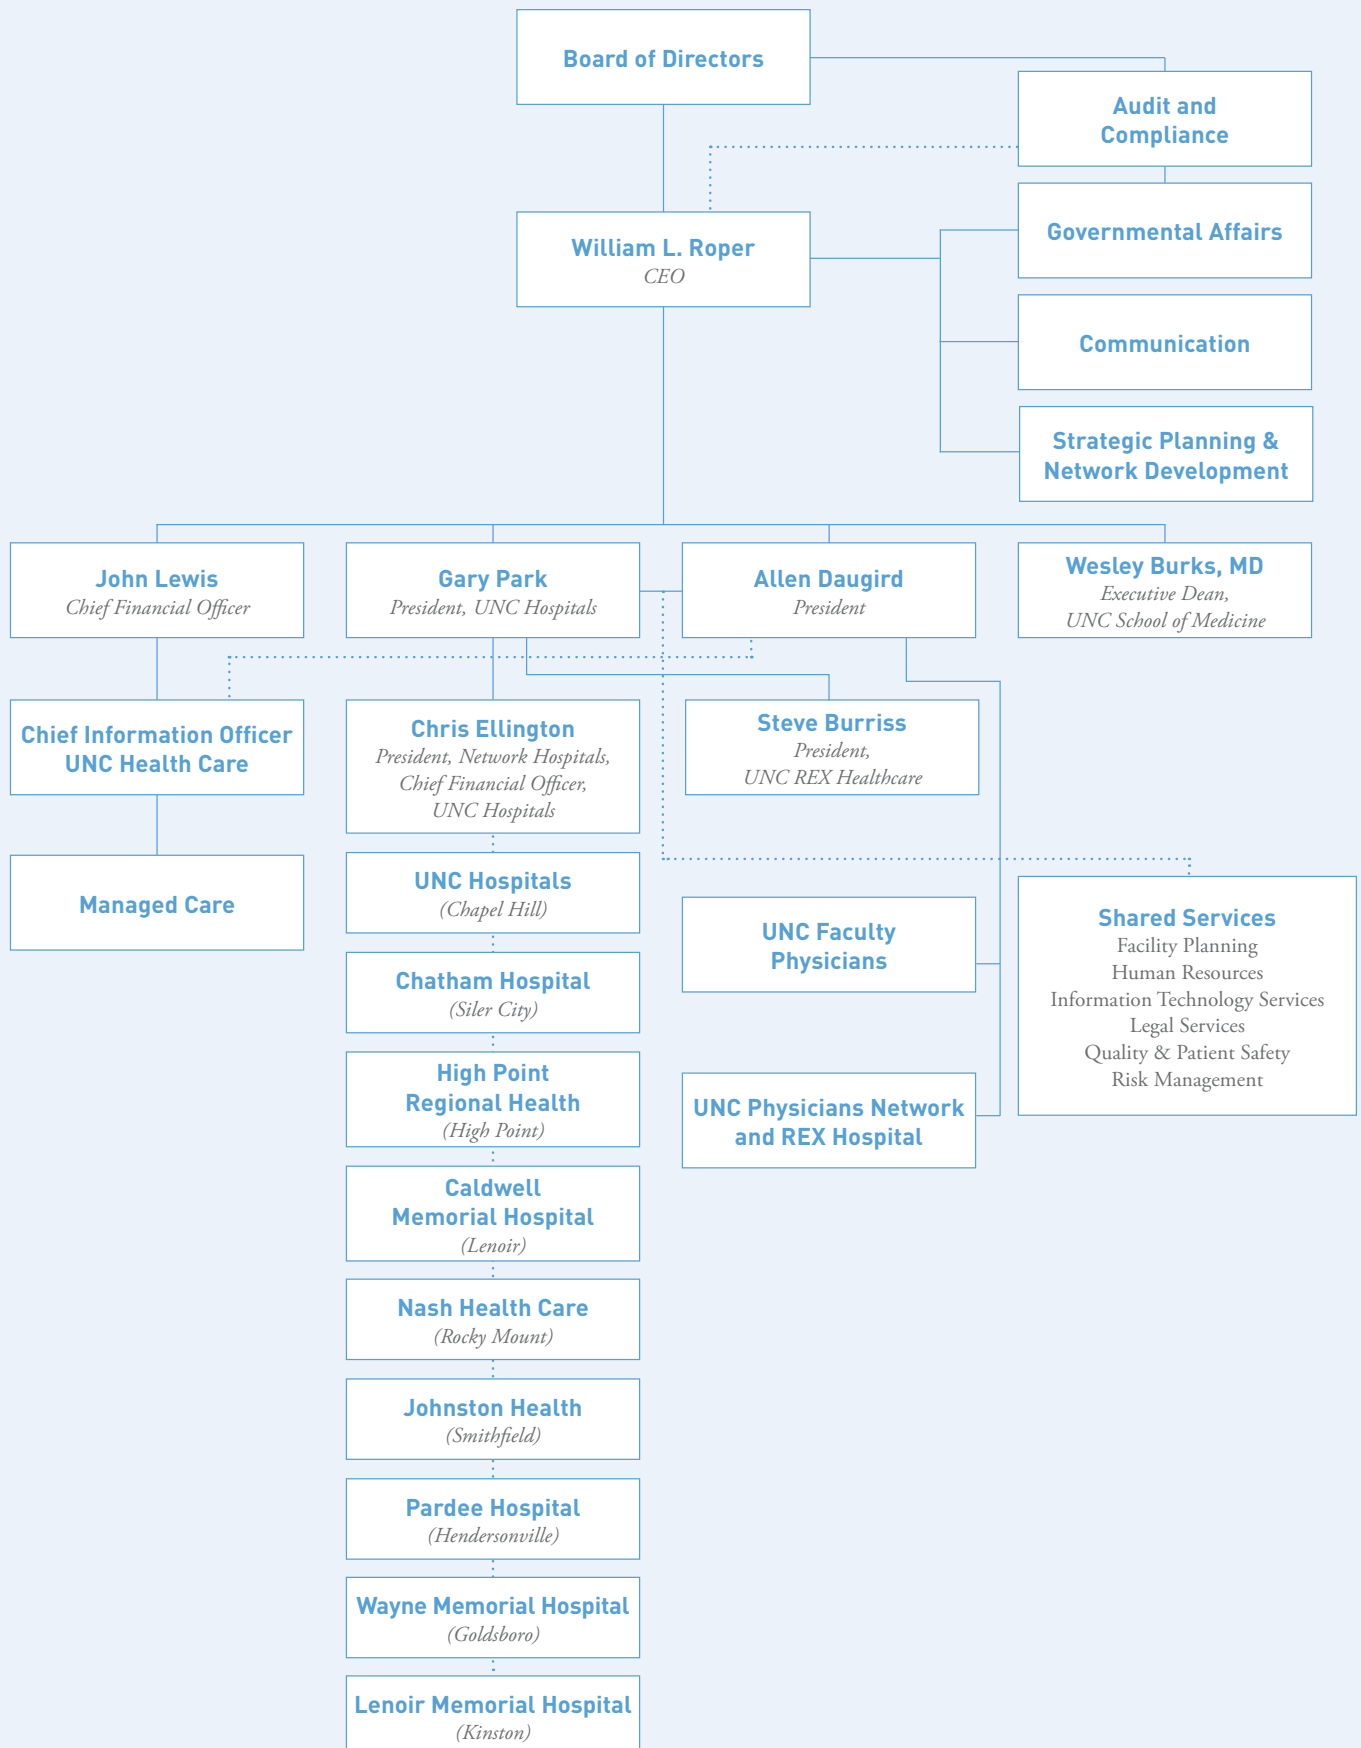 Board of Directors
Audit and
Compliance
William L. Roper
CEO
Governmental Affairs
Communication
Strategic Planning &
Network Development
John Lewis
Chief Financial Officer
Gary Park
President, UNC Hospitals
Allen Daugird
President
Wesley Burks, MD
Executive Dean,
UNC School of Medicine
Chief Information Officer
UNC Health Care
Chris Ellington
President, Network Hospitals,
Chief Financial Officer,
UNC Hospitals
Steve Burriss
President,
UNC REX Healthcare
Managed Care
UNC Hospitals
(Chapel Hill)
UNC Faculty
Physicians
Shared Services
Facility Planning
Human Resources
Information Technology Services
Legal Services
Quality & Patient Safety
Risk Management
Chatham Hospital
(Siler City)
High Point
Regional Health
(High Point)
UNC Physicians Network
and REX Hospital
Caldwell
Memorial Hospital
(Lenoir)
Nash Health Care
(Rocky Mount)
Johnston Health
(Smithfield)
Pardee Hospital
(Hendersonville)
Wayne Memorial Hospital
(Goldsboro)
Lenoir Memorial Hospital
(Kinston)